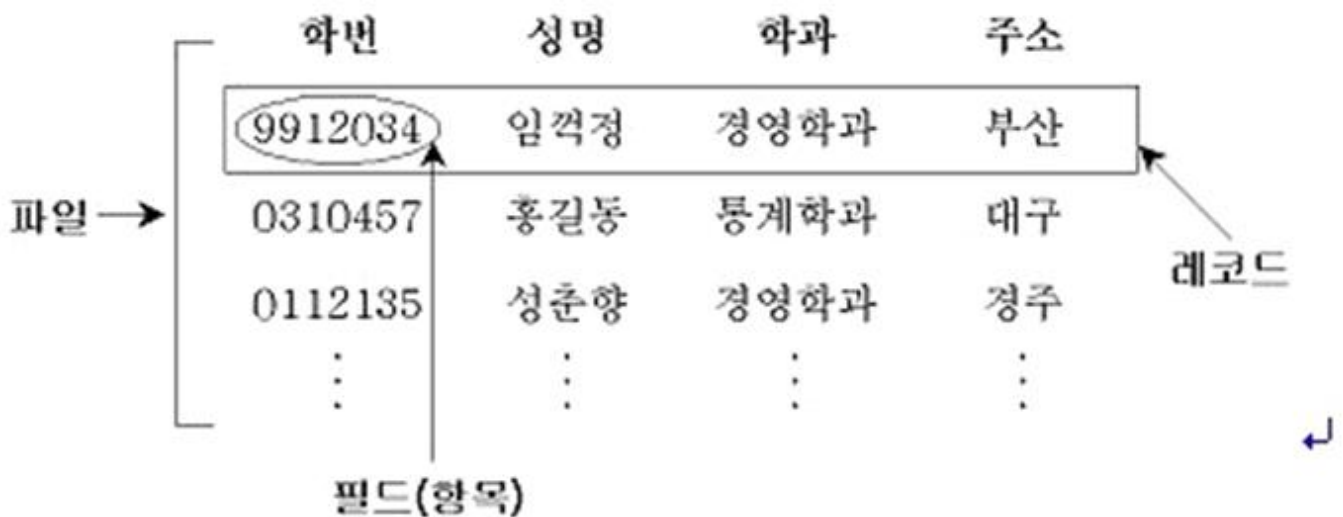 학번 성명 학과 주소
9912034 임꺽정 경영학과 부산
파일 0310457 홍길동 통계학과 대구
레코드
0112135 성춘향 경영학과 경주
필드(항목)